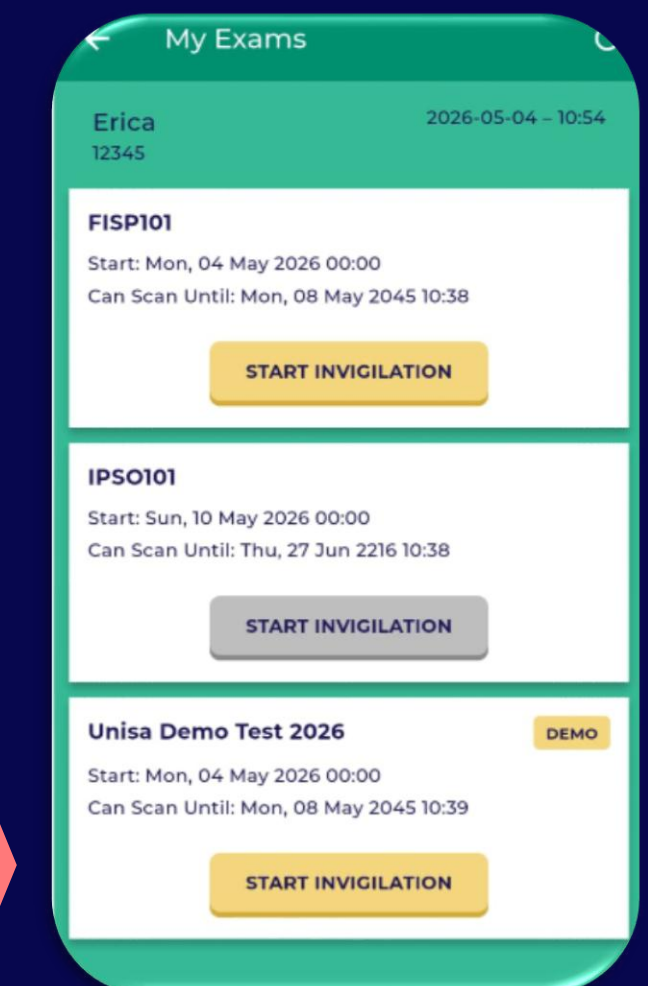 My Exams
Erica
2026-05-04 – 10:54
12345
FISP101
Start: Mon, 04 May 2026 00:00
Can Scan Until: Mon, 08 May 2045 10:38
START INVIGILATION
IPSO101
Start: Sun, 10 May 2026 00:00
Can Scan Until: Thu, 27 Jun 2216 10:38
START INVIGILATION
Unisa Demo Test 2026
DEMO
Start: Mon, 04 May 2026 00:00
Can Scan Until: Mon, 08 May 2045 10:39
START INVIGILATION